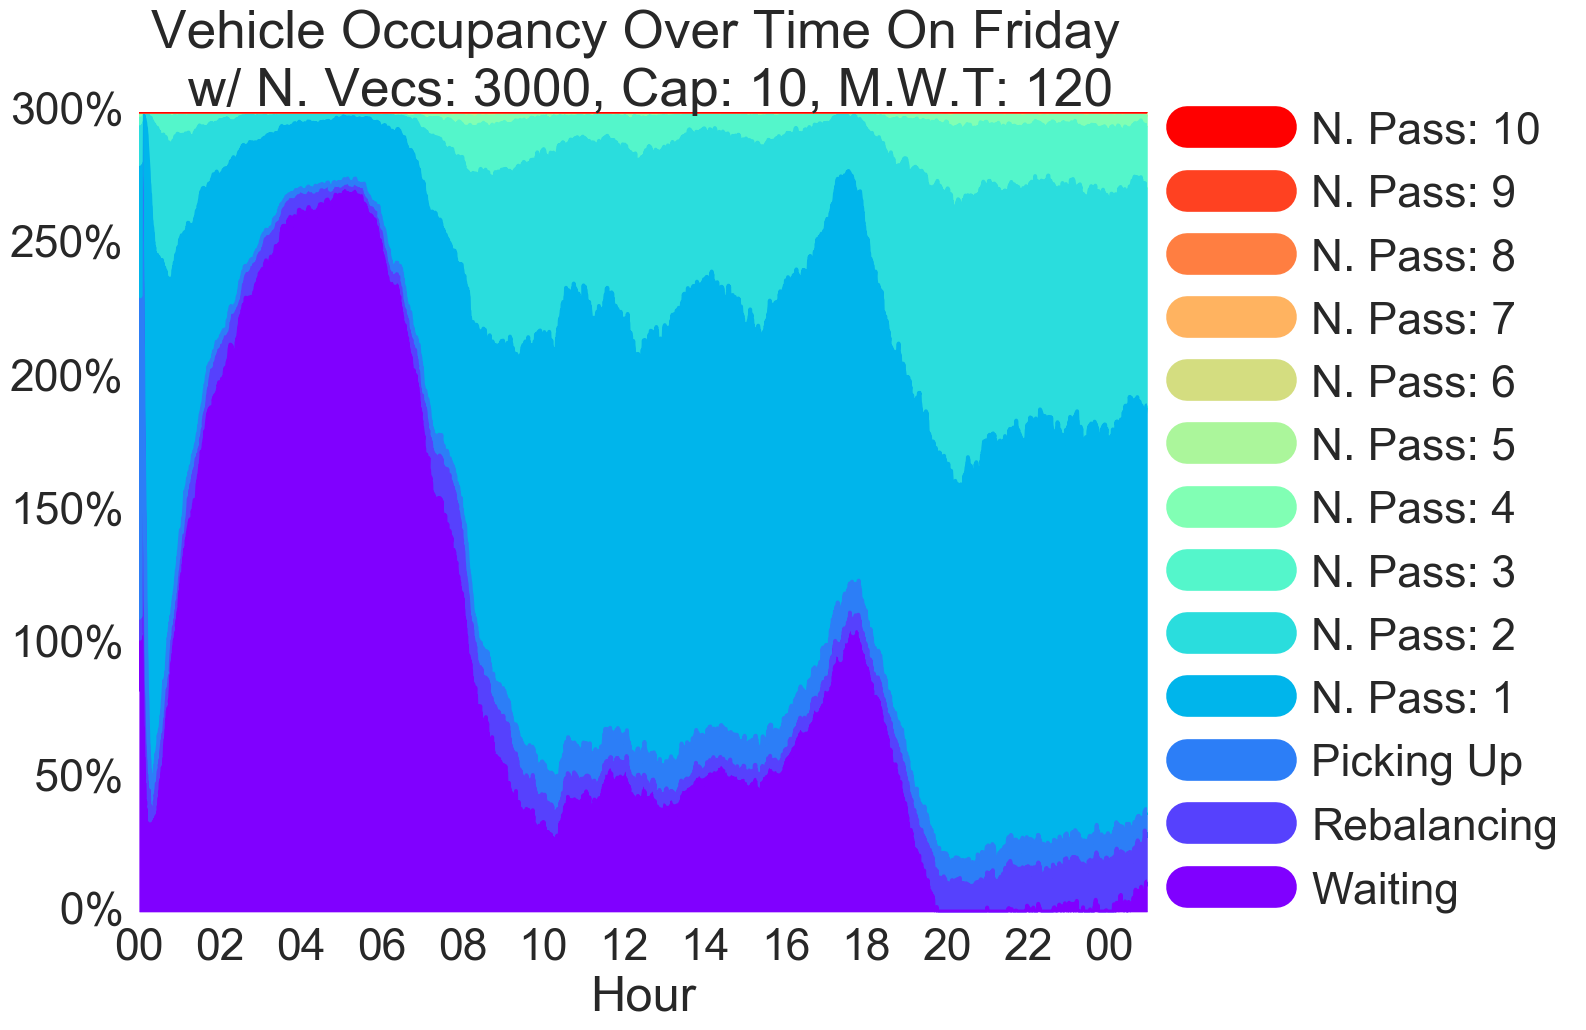 Vehicle Occupancy Over Time On Friday
w/ N. Vecs: 3000, Cap: 10, M.W.T: 120
300%
250%
200%
150%
100%
50%
0%
00 02 04 06 08 10 12 14 16 18 20 22 00
Hour
N. Pass: 10
N. Pass: 9
N. Pass: 8
N. Pass: 7
N. Pass: 6
N. Pass: 5
N. Pass: 4
N. Pass: 3
N. Pass: 2
N. Pass: 1
Picking Up
Rebalancing
Waiting